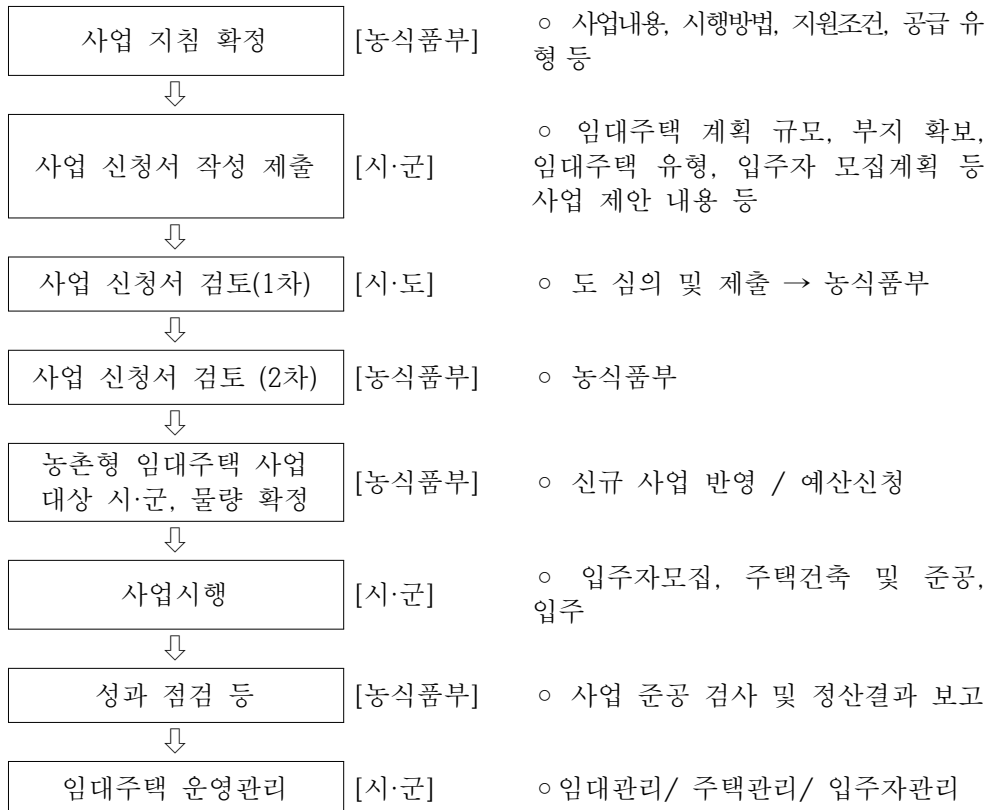 사업 지침 확정 [농식품부] ○ 사업내용, 시행방법, 지원조건, 공급 유
형 등
⇩
사업 신청서 작성 제출 [시·군] ○ 임대주택 계획 규모, 부지 확보,
임대주택 유형, 입주자 모집계획 등
사업 제안 내용 등
⇩
사업 신청서 검토(1차) [시·도] ○ 도 심의 및 제출 → 농식품부
⇩
사업 신청서 검토 (2차) [농식품부] ○ 농식품부
⇩
농촌형 임대주택 사업
대상 시·군, 물량 확정 [농식품부] ○ 신규 사업 반영 / 예산신청
⇩
사업시행 [시·군] ○ 입주자모집, 주택건축 및 준공,
입주
⇩
성과 점검 등 [농식품부] ○ 사업 준공 검사 및 정산결과 보고
⇩
임대주택 운영관리 [시·군] ○임대관리/ 주택관리/ 입주자관리